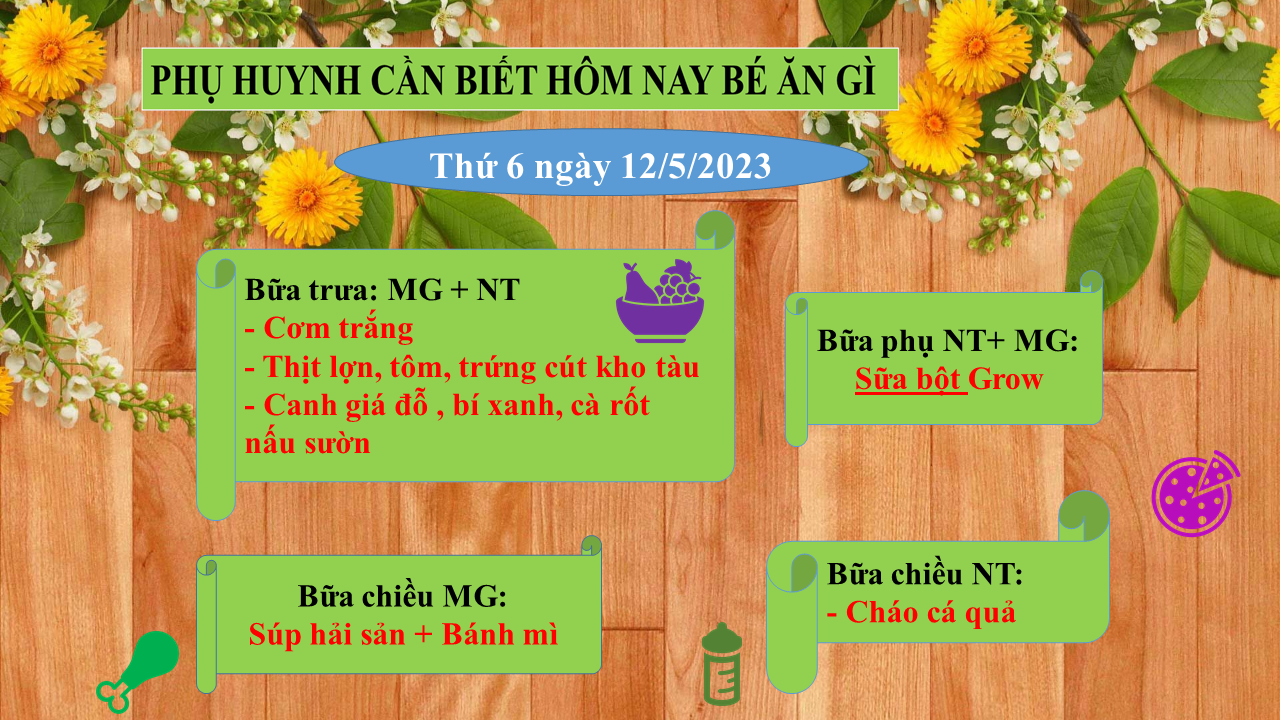 PHỤ HUYNH CẦN BIẾT HÔM NAY BÉ ĂN GÌ
Thứ 6 ngày 12/5/2023
Bữa trưa: MG + NT
- Cơm trắng
- Thịt lợn, tôm, trứng cút kho tàu
- Canh giá đỗ , bí xanh, cà rốt
nấu sườn
Bữa phụ NT+ MG:
Sữa bột Grow
Bữa chiều MG:
Súp hải sản + Bánh mì
Bữa chiều NT:
- Cháo cá quả